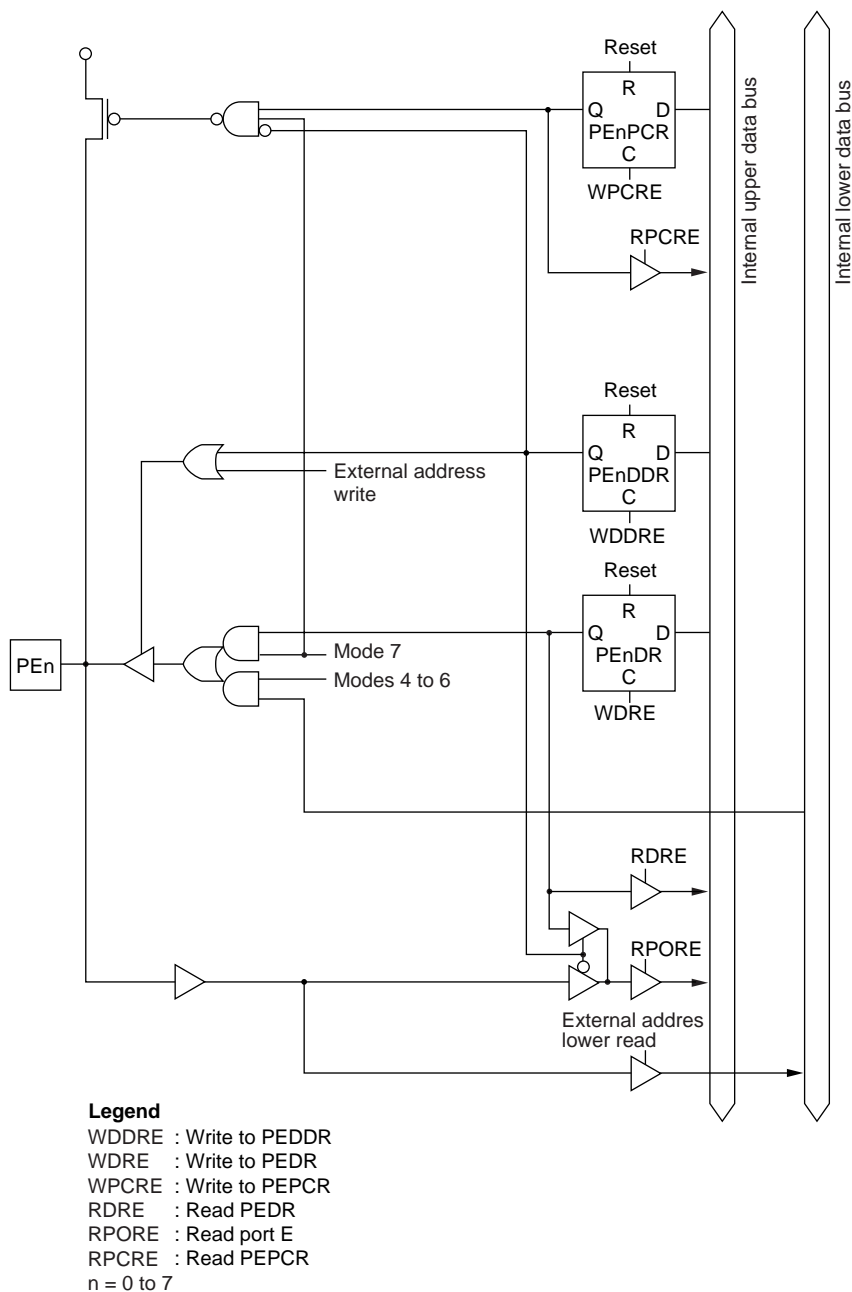 Reset
R
Q D
PEnPCR
C
WPCRE
RPCRE
Internal upper data bus
Internal lower data bus
Reset
R
Q D
PEnDDR
C
WDDRE
External address
write
Reset
R
Q D
PEnDR
C
WDRE
Mode 7
Modes 4 to 6
PEn
RDRE
RPORE
External addres
lower read
Legend
WDDRE : Write to PEDDR
WDRE : Write to PEDR
WPCRE : Write to PEPCR
RDRE : Read PEDR
RPORE : Read port E
RPCRE : Read PEPCR
n = 0 to 7